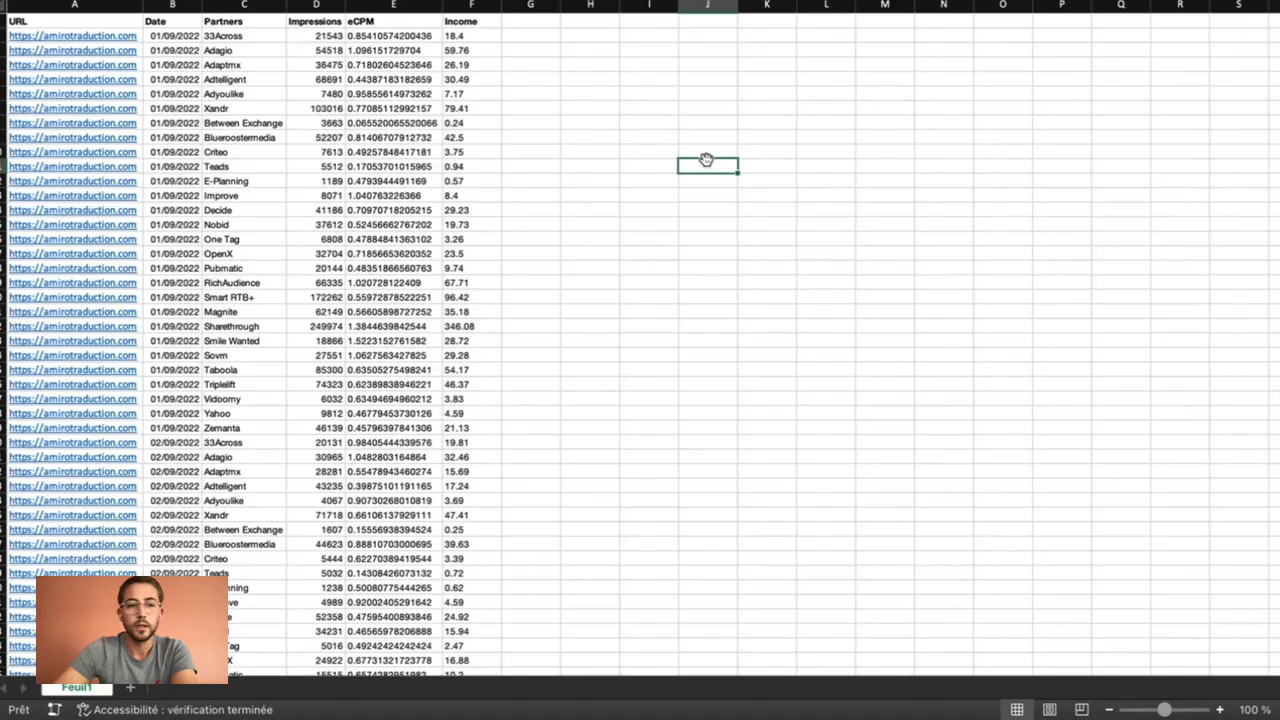 A B C D E F G H I J K L M N O P Q R S
URL Date Partners Impressions eCPM Income
https://amirotraduction.com 01/09/2022 33Across 21543 0.85410574200436 18.4
https://amirotraduction.com 01/09/2022 Adagio 54518 1.096151729704 59.76
https://amirotraduction.com 01/09/2022 Adaptmx 36475 0.71802604523646 26.19
https://amirotraduction.com 01/09/2022 Adtelligent 68691 0.44387183182659 30.49
https://amirotraduction.com 01/09/2022 Adyoulike 7480 0.95855614973262 7.17
https://amirotraduction.com 01/09/2022 Xandr 103016 0.77085112992157 79.41
https://amirotraduction.com 01/09/2022 Between Exchange 3663 0.065520065520066 0.24
https://amirotraduction.com 01/09/2022 Blueroostermedia 52207 0.81406707912732 42.5
https://amirotraduction.com 01/09/2022 Criteo 7613 0.49257848417181 3.75
https://amirotraduction.com 01/09/2022 Teads 5512 0.17053701015965 0.94
https://amirotraduction.com 01/09/2022 E-Planning 1189 0.4793944491169 0.57
https://amirotraduction.com 01/09/2022 Improve 8071 1.040763226366 8.4
https://amirotraduction.com 01/09/2022 Decide 41186 0.70970718205215 29.23
https://amirotraduction.com 01/09/2022 Nobid 37612 0.52456662767202 19.73
https://amirotraduction.com 01/09/2022 One Tag 6808 0.47884841363102 3.26
https://amirotraduction.com 01/09/2022 OpenX 32704 0.71856653620352 23.5
https://amirotraduction.com 01/09/2022 Pubmatic 20144 0.48351866560763 9.74
https://amirotraduction.com 01/09/2022 RichAudience 66335 1.020728122409 67.71
https://amirotraduction.com 01/09/2022 Smart RTB+ 172262 0.55972878522251 96.42
https://amirotraduction.com 01/09/2022 Magnite 62149 0.56605898727252 35.18
https://amirotraduction.com 01/09/2022 Sharethrough 249974 1.3844639842544 346.08
https://amirotraduction.com 01/09/2022 Smile Wanted 18866 1.5223152761582 28.72
https://amirotraduction.com 01/09/2022 Sovrn 27551 1.0627563427825 29.28
https://amirotraduction.com 01/09/2022 Taboola 85300 0.63505275498241 54.17
https://amirotraduction.com 01/09/2022 Triplelift 74323 0.62389838946221 46.37
https://amirotraduction.com 01/09/2022 Vidoomy 6032 0.63494694960212 3.83
https://amirotraduction.com 01/09/2022 Yahoo 9812 0.46779453730126 4.59
https://amirotraduction.com 01/09/2022 Zemanta 46139 0.45796397841306 21.13
https://amirotraduction.com 02/09/2022 33Across 20131 0.98405444339576 19.81
https://amirotraduction.com 02/09/2022 Adagio 30965 1.0482803164864 32.46
https://amirotraduction.com 02/09/2022 Adaptmx 28281 0.55478943460274 15.69
https://amirotraduction.com 02/09/2022 Adtelligent 43235 0.39875101191165 17.24
https://amirotraduction.com 02/09/2022 Adyoulike 4067 0.90730268010819 3.69
https://amirotraduction.com 02/09/2022 Xandr 71718 0.66106137929111 47.41
https://amirotraduction.com 02/09/2022 Between Exchange 1607 0.15556938394524 0.25
https://amirotraduction.com 02/09/2022 Blueroostermedia 44623 0.88810703000695 39.63
https://amirotraduction.com 02/09/2022 Criteo 5444 0.62270389419544 3.39
https://amirotraduction.com 02/09/2022 Teads 5032 0.14308426073132 0.72
https: nning 1238 0.50080775444265 0.62
https: ove 4989 0.92002405291642 4.59
https: e 52358 0.47595400893846 24.92
https: 34231 0.46565978206888 15.94
https: Tag 5016 0.49242424242424 2.47
https: X 24922 0.67731321723778 16.88
Feuil1 +
Prêt Accessibilité : vérification terminée 100 %